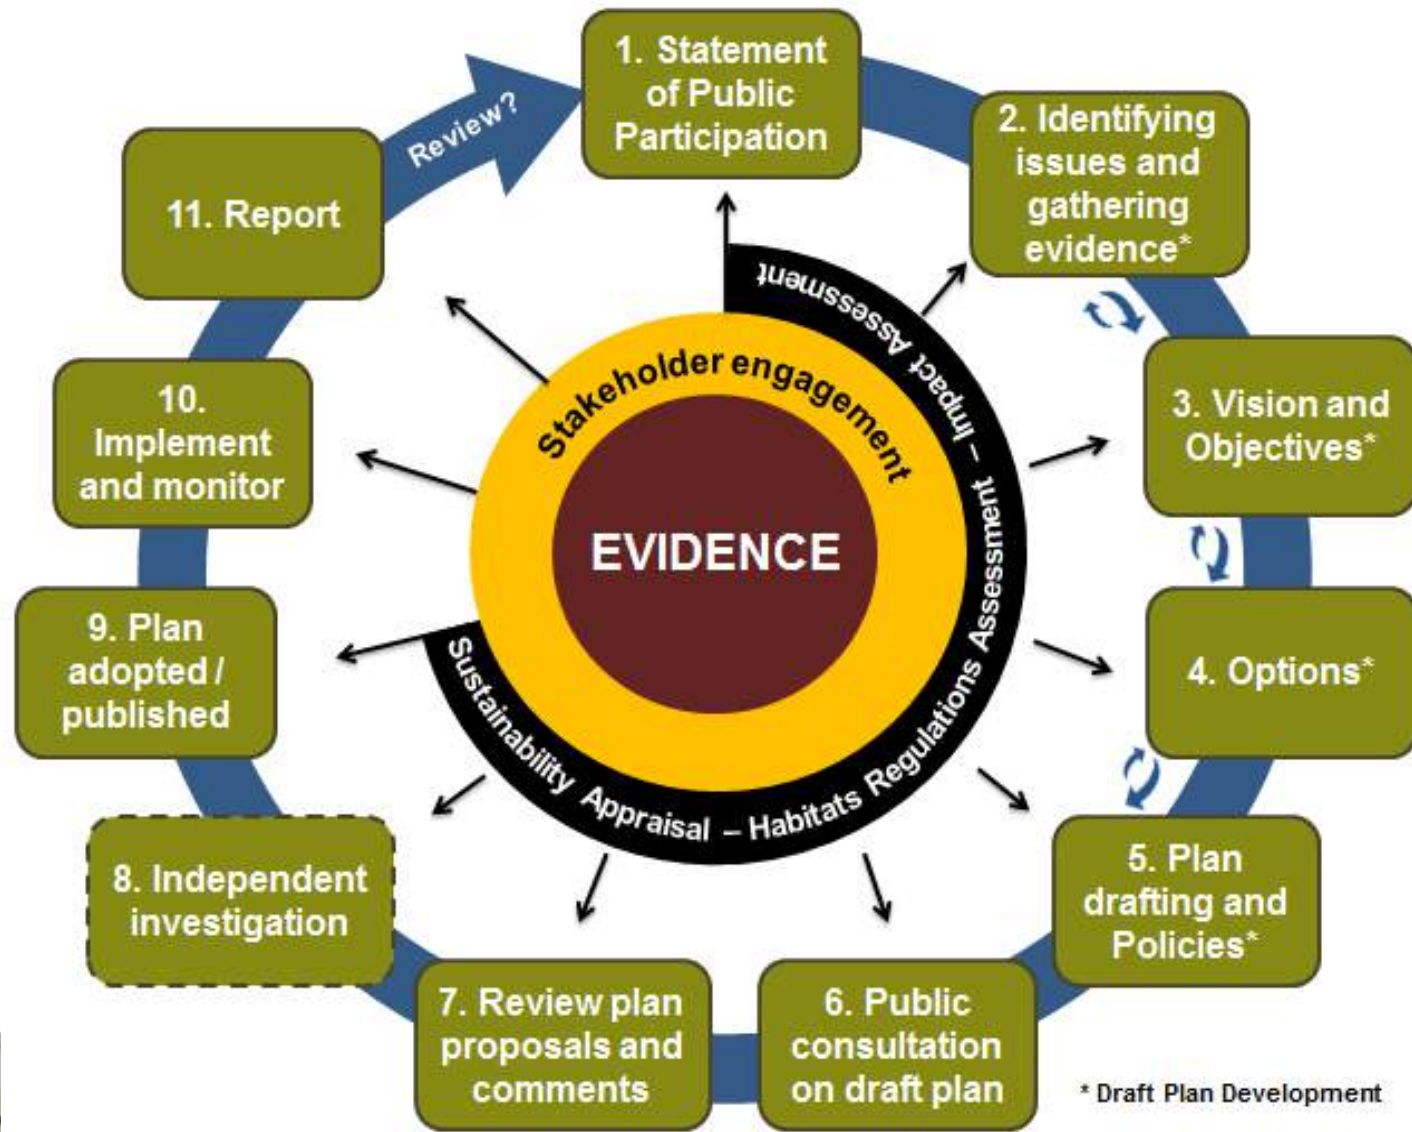 1. Statement
of Public
Participation
2. Identifying
issues and
gathering
evidence*
3. Vision and
Objectives*
4. Options*
5. Plan
drafting and
Policies*
6. Public
consultation
on draft plan
7. Review plan
proposals and
comments
8. Independent
investigation
9. Plan
adopted /
published
10.
Implement
and monitor
11. Report
Review?
Stakeholder engagement
EVIDENCE
Sustainability Appraisal – Habitats Regulations Assessment – Impact Assessment
* Draft Plan Development